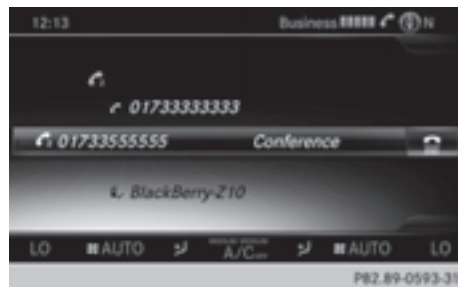 12:13 Business N
01733333333
01733555555 Conference
BlackBerry-Z10
LO AUTO A/C AUTO LO
P82.89-0593-31